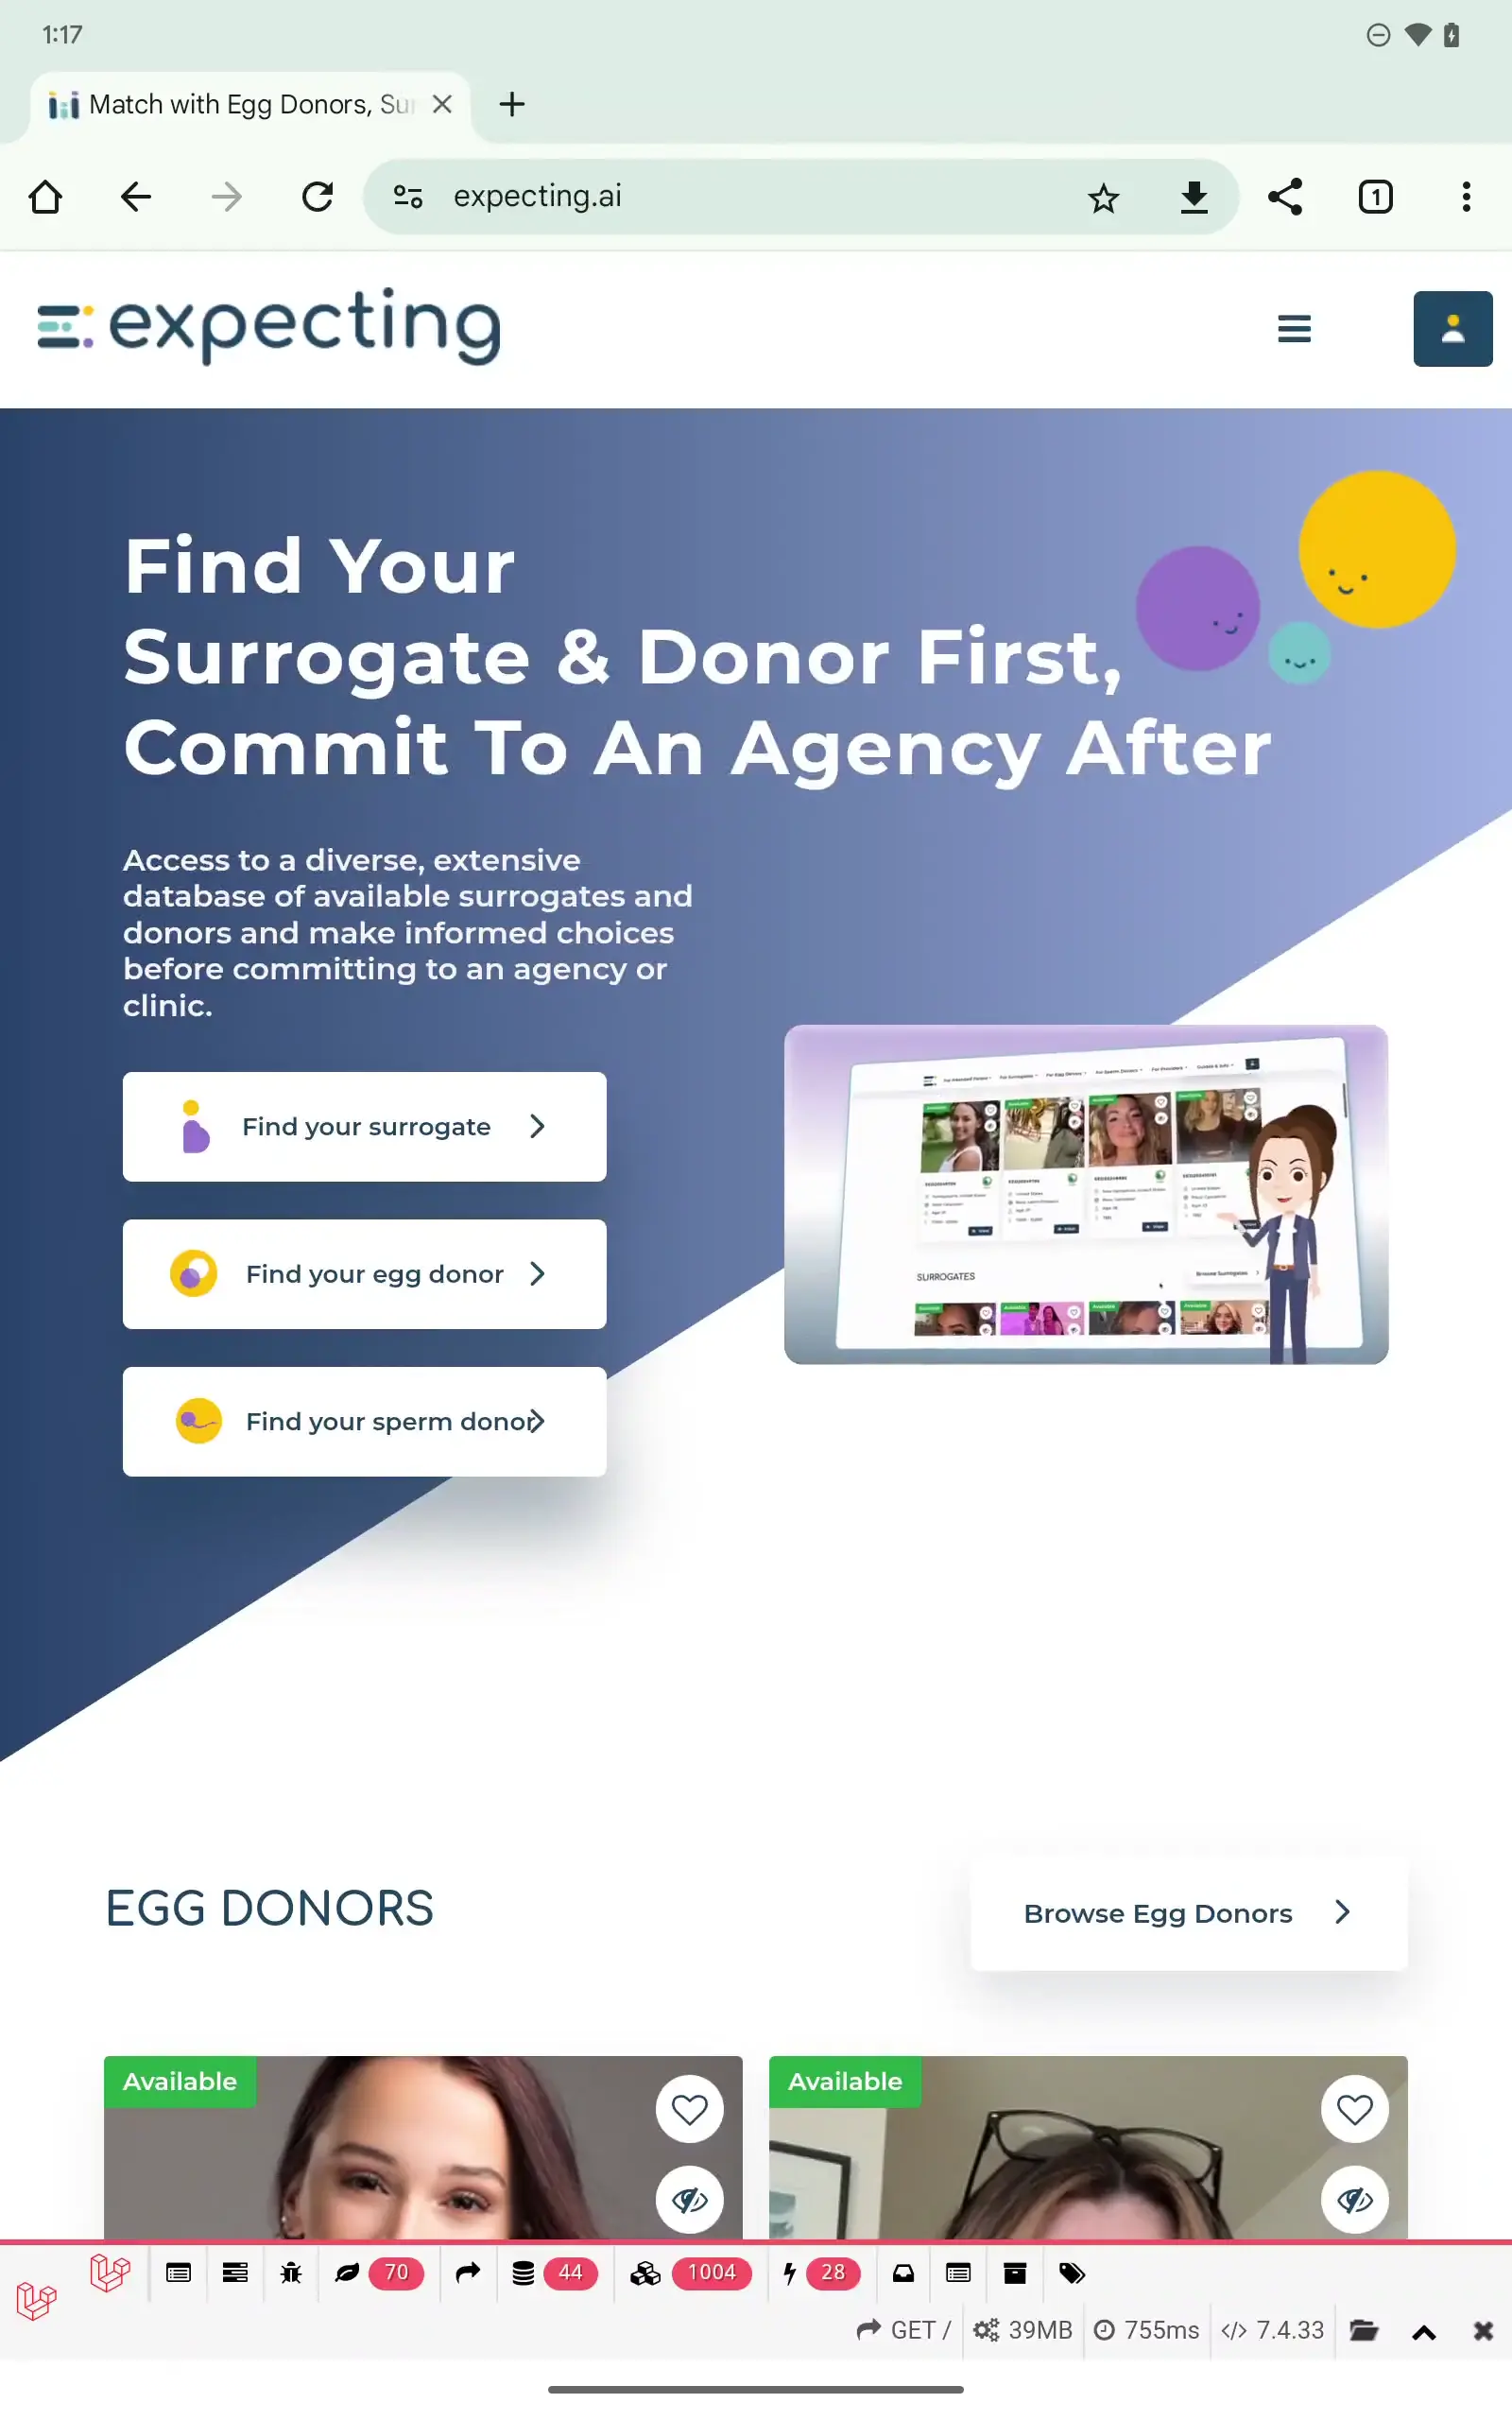 1:17
Match with Egg Donors, Su
expecting.ai
1
expecting
Find Your
Surrogate & Donor First,
Commit To An Agency After
Access to a diverse, extensive
database of available surrogates and
donors and make informed choices
before committing to an agency or
clinic.
Find your surrogate
Find your egg donor
Find your sperm donor
SURROGATES
Browse Surrogates
EGG DONORS
Browse Egg Donors
Available
Available
70
44
1004
28
GET /
39MB
755ms
7.4.33